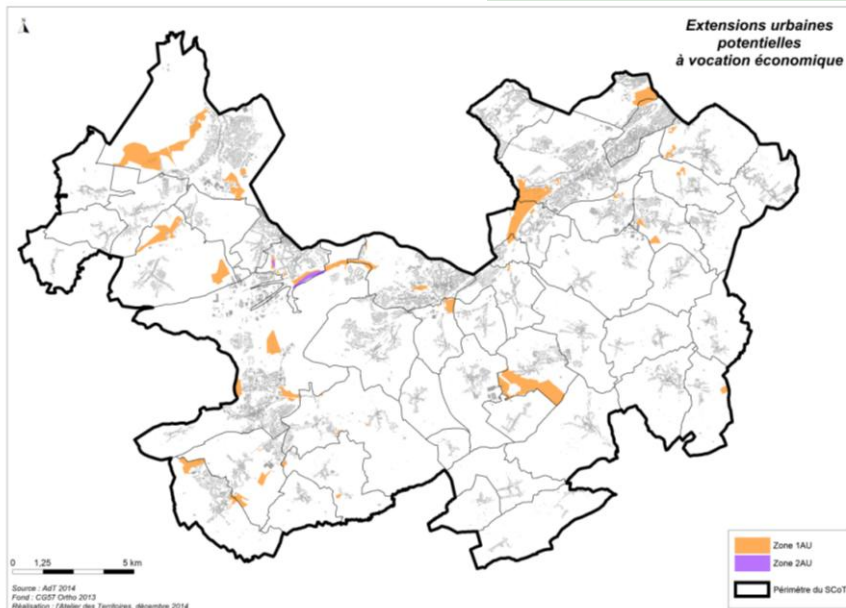 Extensions urbaines
potentielles
à vocation économique
Zone 1AU
Zone 2AU
Périmètre du SCoT
0 1,25 5 km
Source : AdT 2014
Fond : CG57 Ortho 2013
Réalisation : l'Atelier des Territoires, décembre 2014